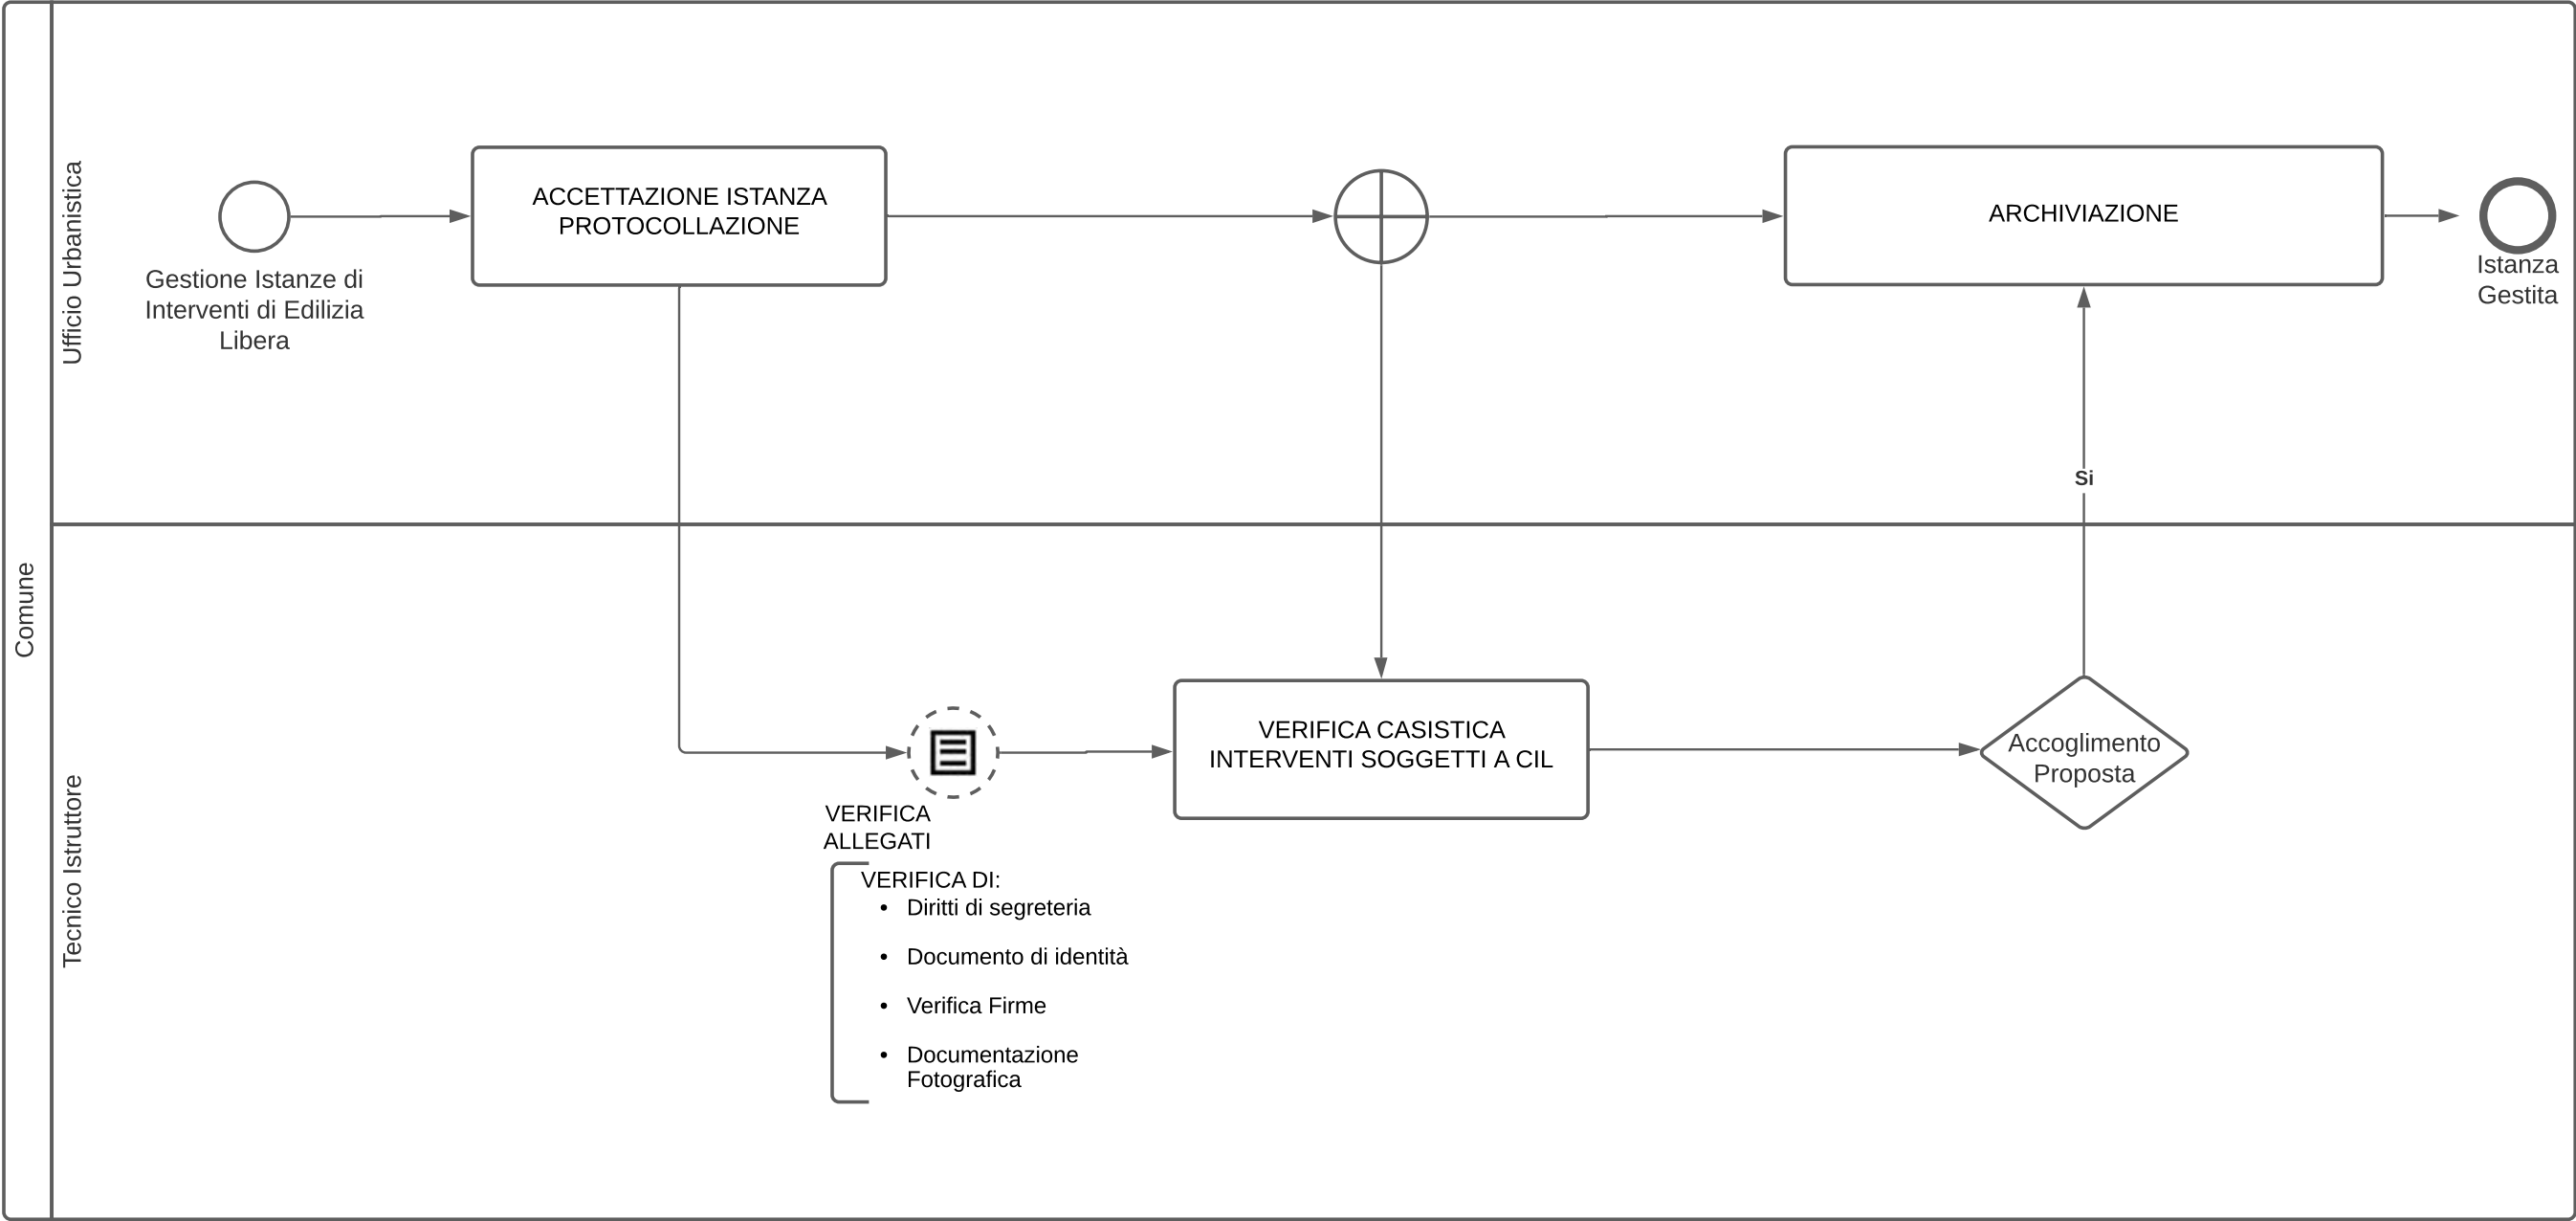 Comune
Ufficio Urbanistica
Gestione Istanze di
Interventi di Edilizia
Libera
ACCETTAZIONE ISTANZA
PROTOCOLLAZIONE
ARCHIVIAZIONE
Istanza
Gestita
Si
Tecnico Istruttore
VERIFICA
ALLEGATI
VERIFICA DI:
• Diritti di segreteria
• Documento di identità
• Verifica Firme
• Documentazione
Fotografica
VERIFICA CASISTICA
INTERVENTI SOGGETTI A CIL
Accoglimento
Proposta